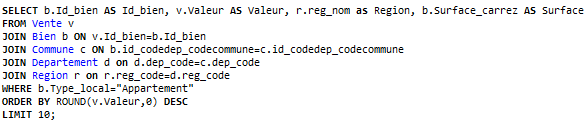 SELECT b.Id_bien AS Id_bien, v.Valeur AS Valeur, r.reg_nom as Region, b.Surface_carrez AS Surface
FROM Vente v
JOIN Bien b ON v.Id_bien=b.Id_bien
JOIN Commune c ON b.id_codedep_codecommune=c.id_codedep_codecommune
JOIN Departement d on d.dep_code=c.dep_code
JOIN Region r on r.reg_code=d.reg_code
WHERE b.Type_local="Appartement"
ORDER BY ROUND(v.Valeur,0) DESC
LIMIT 10;